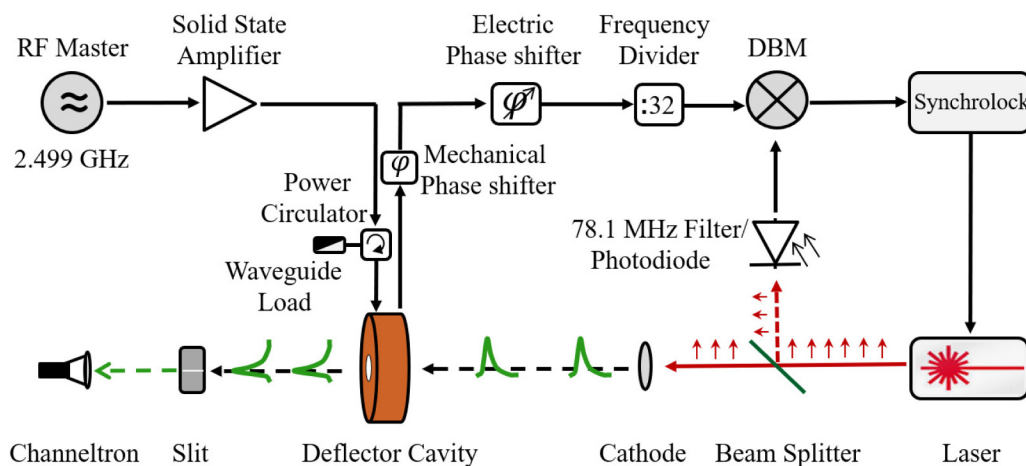 RF Master
Solid State
Amplifier
Electric
Phase shifter
Frequency
Divider
DBM
≈
φ
:32
Synchrolock
2.499 GHz
φ
Mechanical
Phase shifter
Power
Circulator
Waveguide
Load
78.1 MHz Filter/
Photodiode
Channeltron
Slit
Deflector Cavity
Cathode
Beam Splitter
Laser